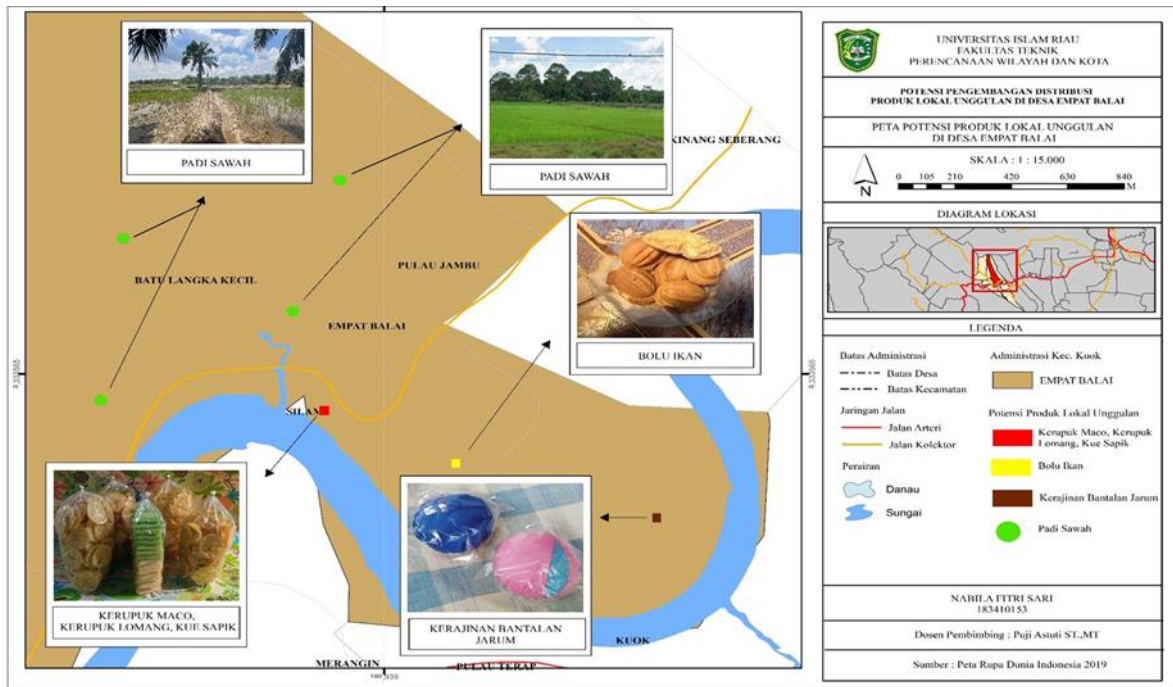 PADI SAWAH
PADI SAWAH
KINANG SEBERANG
PULAU JAMBU
BATU LANGKA KECIL
EMPAT BALAI
BOLU IKAN
SILAM
KERUPUK MACO,
KERUPUK LOMANG, KUE SAPIK
KERAJINAN BANTALAN
JARUM
KUOK
MERANGIN
PULAU TERAP
UNIVERSITAS ISLAM RIAU
FAKULTAS TEKNIK
PERENCANAAN WILAYAH DAN KOTA
POTENSI PENGEMBANGAN DISTRIBUSI
PRODUK LOKAL UNGGULAN DI DESA EMPAT BALAI
PETA POTENSI PRODUK LOKAL UNGGULAN
DI DESA EMPAT BALAI
N
SKALA : 1 : 15.000
0 105 210 420 630 840
M
DIAGRAM LOKASI
LEGENDA
Batas Administrasi
Batas Desa
Batas Kecamatan
Jaringan Jalan
Jalan Arteri
Jalan Kolektor
Perairan
Danau
Sungai
Administrasi Kec. Kuok
EMPAT BALAI
Potensi Produk Lokal Unggulan
Kerupuk Maco, Kerupuk
Lomang, Kue Sapik
Bolu Ikan
Kerajinan Bantalan Jarum
Padi Sawah
NABILA FITRI SARI
183410153
Dosen Pembimbing : Puji Astuti ST.,MT
Sumber : Peta Rupa Dunia Indonesia 2019